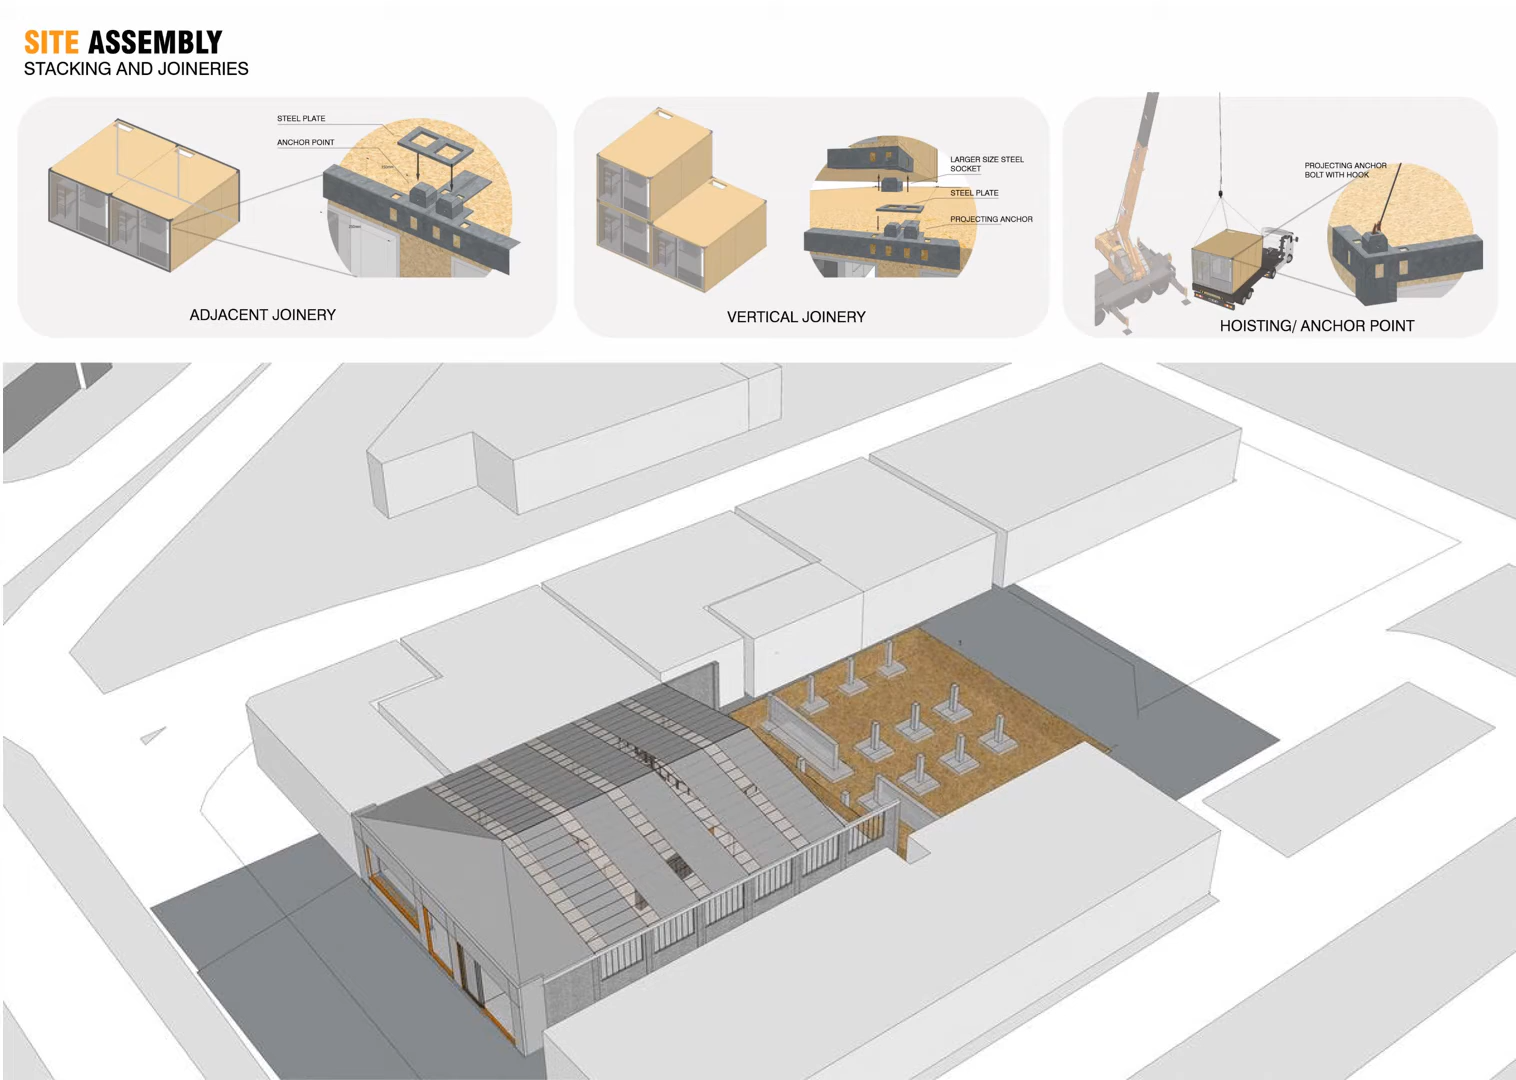 SITE ASSEMBLY
STACKING AND JOINERIES
STEEL PLATE
ANCHOR POINT
ADJACENT JOINERY
LARGER SIZE STEEL
SOCKET
STEEL PLATE
PROJECTING ANCHOR
VERTICAL JOINERY
PROJECTING ANCHOR
BOLT WITH HOOK
HOISTING/ ANCHOR POINT